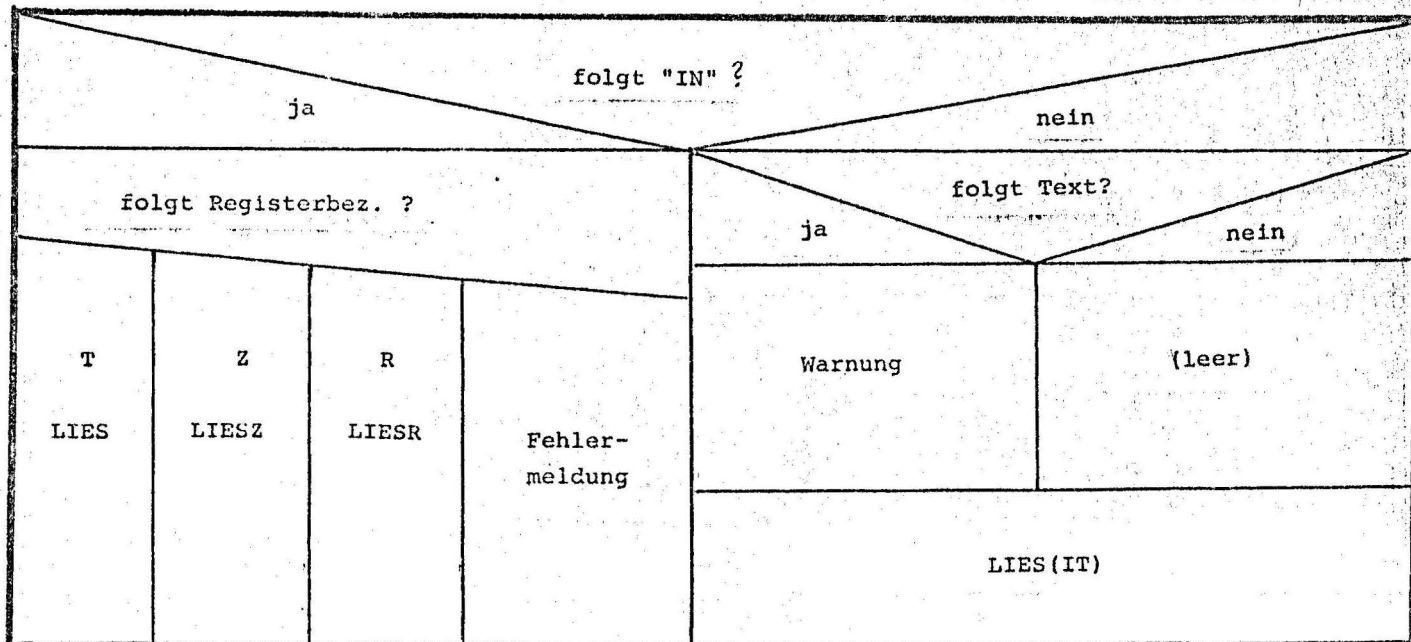 folgt "IN" ?
ja
nein
folgt Registerbez. ?
folgt Text?
ja
nein
T
Z
R
LIES
LIESZ
LIESR
Fehler-
meldung
Warnung
(leer)
LIES(IT)